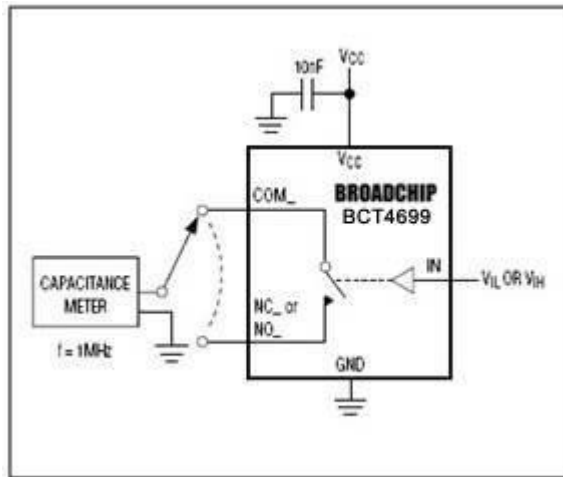 10nF
VCC
VCC
COM_
BROADCHIP
BCT4699
IN
VIL OR VIH
CAPACITANCE
METER
NC_ or
NO_
f = 1MHz
GND